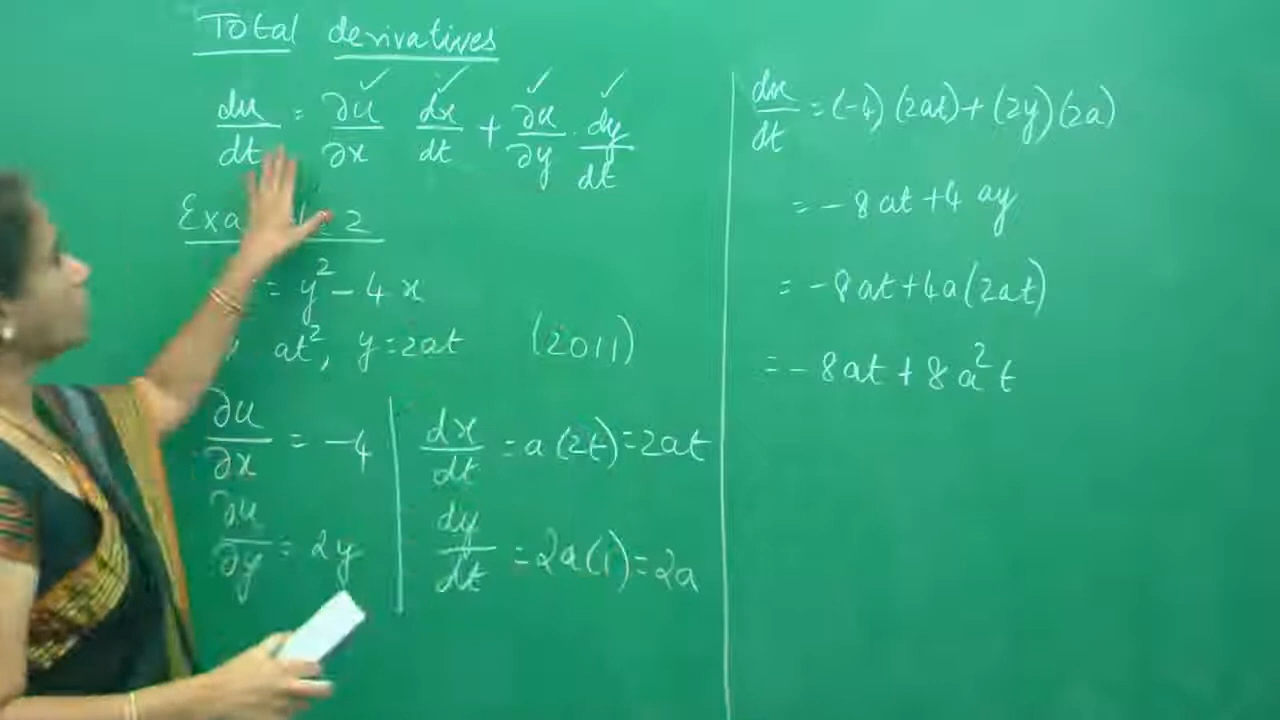 Total derivatives
du/dt = ∂u/∂x dx/dt + ∂u/∂y · dy/dt
2
= y² - 4x
at², y=2at (2011)
∂u/∂x = -4
∂u/∂y = 2y
dx/dt = a(2t) = 2at
dy/dt = 2a(1) = 2a
du/dt = (-4)(2at) + (2y)(2a)
= -8at + 4ay
= -8at + 4a(2at)
= -8at + 8a²t